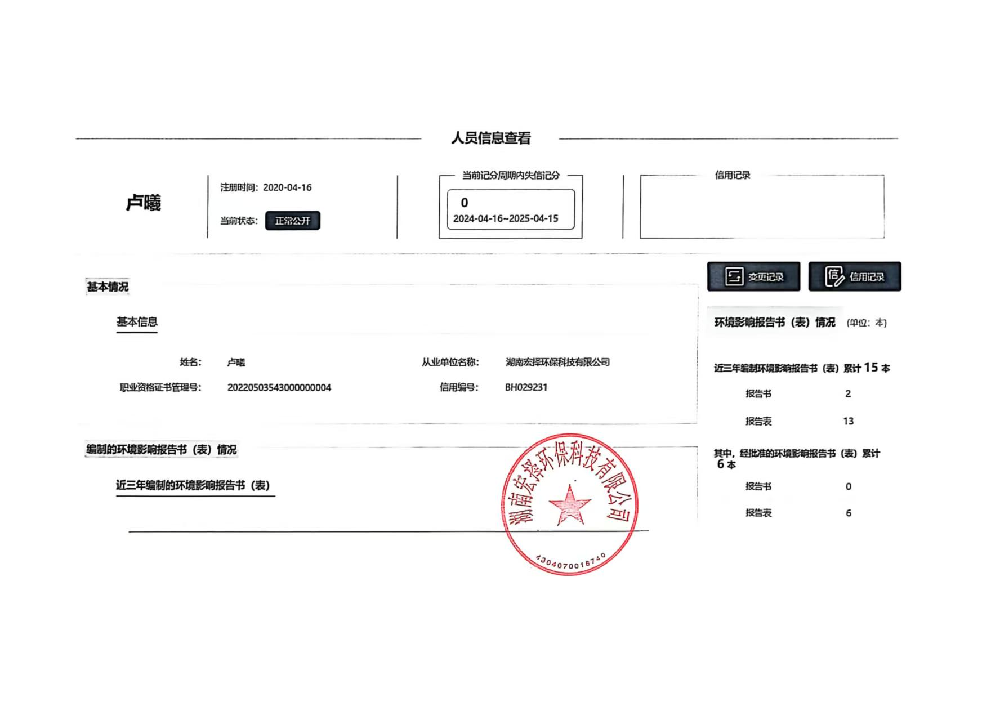 人员信息查看
卢曦
注册时间：2020-04-16
当前状态：
正常公开
当前记分周期内失信记分
0
2024-04-16~2025-04-15
信用记录
变更记录
信用记录
基本情况
基本信息
姓名：
卢曦
从业单位名称：
湖南宏择环保科技有限公司
职业资格证书管理号：
20220503543000000004
信用编号：
BH029231
环境影响报告书（表）情况 （单位：本）
近三年编制环境影响报告书（表）累计 15 本
报告书 2
报告表 13
其中，经批准的环境影响报告书（表）累计
6 本
报告书 0
报告表 6
编制的环境影响报告书（表）情况
近三年编制的环境影响报告书（表）
湖南宏择环保科技有限公司
4304070016740